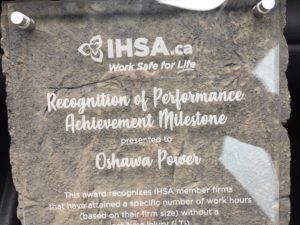 IHSA.ca
Work Safe for Life
Recognition of Performance
Achievement Milestone
presented to
Oshawa Power
This award recognizes IHSA member firms
that have attained a specific number of work hours
(based on their firm size) without a